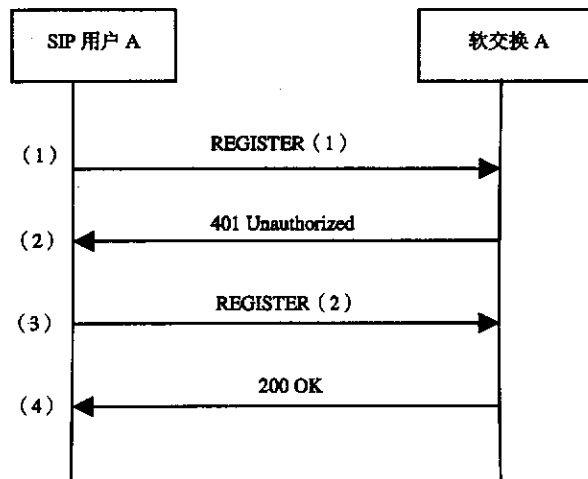 SIP 用户 A
软交换 A
(1)
REGISTER (1)
(2)
401 Unauthorized
(3)
REGISTER (2)
(4)
200 OK